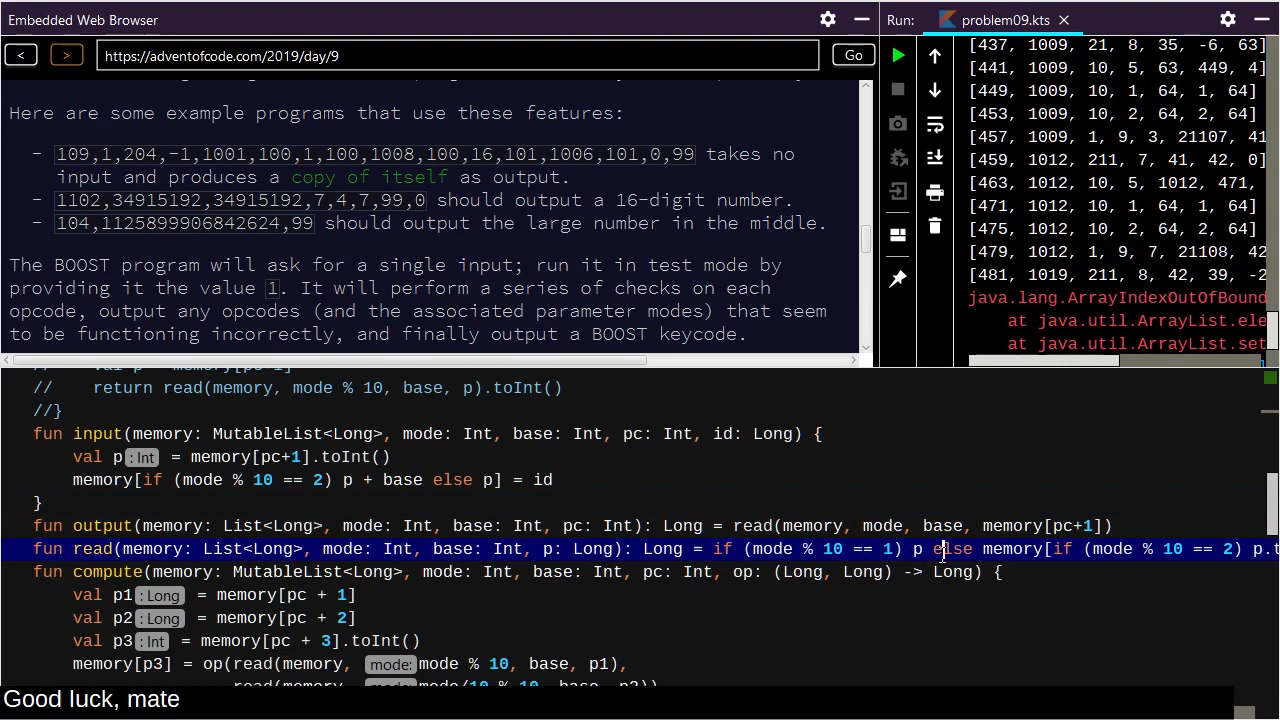 Embedded Web Browser
Run: problem09.kts
< > https://adventofcode.com/2019/day/9 Go
Here are some example programs that use these features:
- 109,1,204,-1,1001,100,1,100,1008,100,16,101,1006,101,0,99 takes no
input and produces a copy of itself as output.
- 1102,34915192,34915192,7,4,7,99,0 should output a 16-digit number.
- 104,1125899906842624,99 should output the large number in the middle.
The BOOST program will ask for a single input; run it in test mode by
providing it the value 1. It will perform a series of checks on each
opcode, output any opcodes (and the associated parameter modes) that seem
to be functioning incorrectly, and finally output a BOOST keycode.
[437, 1009, 21, 8, 35, -6, 63]
[441, 1009, 10, 5, 63, 449, 4]
[449, 1009, 10, 1, 64, 1, 64]
[453, 1009, 10, 2, 64, 2, 64]
[457, 1009, 1, 9, 3, 21107, 41
[459, 1012, 211, 7, 41, 42, 0]
[463, 1012, 10, 5, 1012, 471,
[471, 1012, 10, 1, 64, 1, 64]
[475, 1012, 10, 2, 64, 2, 64]
[479, 1012, 1, 9, 7, 21108, 42
[481, 1019, 211, 8, 42, 39, -2
java.lang.ArrayIndexOutOfBound
at java.util.ArrayList.ele
at java.util.ArrayList.set
// val p = memory[pc+1]
// return read(memory, mode % 10, base, p).toInt()
//}
fun input(memory: MutableList<Long>, mode: Int, base: Int, pc: Int, id: Long) {
val p : Int = memory[pc+1].toInt()
memory[if (mode % 10 == 2) p + base else p] = id
}
fun output(memory: List<Long>, mode: Int, base: Int, pc: Int): Long = read(memory, mode, base, memory[pc+1])
fun read(memory: List<Long>, mode: Int, base: Int, p: Long): Long = if (mode % 10 == 1) p else memory[if (mode % 10 == 2) p.t
fun compute(memory: MutableList<Long>, mode: Int, base: Int, pc: Int, op: (Long, Long) -> Long) {
val p1 : Long = memory[pc + 1]
val p2 : Long = memory[pc + 2]
val p3 : Int = memory[pc + 3].toInt()
memory[p3] = op(read(memory, mode: mode % 10, base, p1),
read(memory, mode: mode/10 % 10, base, p2))
Good luck, mate